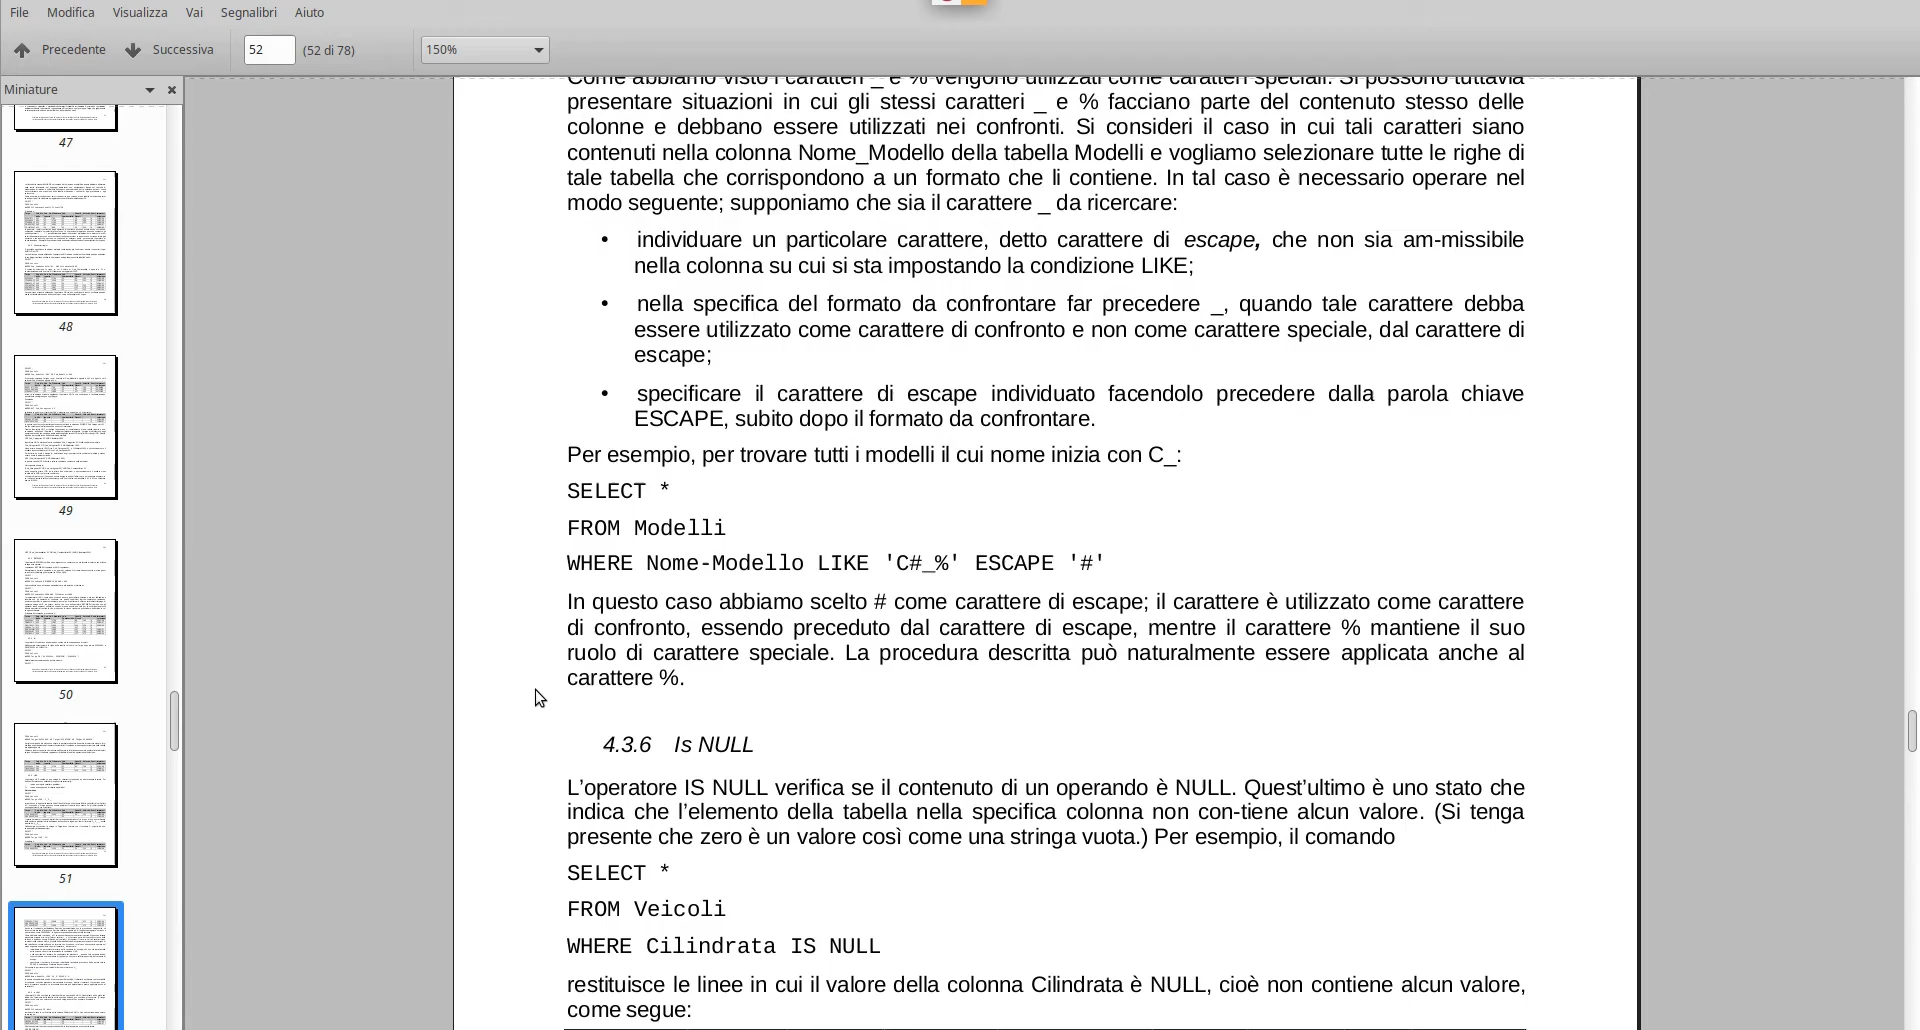 File Modifica Visualizza Vai Segnalibri Aiuto
Precedente Successiva 52 (52 di 78) 150%
Miniature
47
48
49
50
51
Come abbiamo visto i caratteri _ e % vengono utilizzati come caratteri speciali. Si possono tuttavia
presentare situazioni in cui gli stessi caratteri _ e % facciano parte del contenuto stesso delle
colonne e debbano essere utilizzati nei confronti. Si consideri il caso in cui tali caratteri siano
contenuti nella colonna Nome_Modello della tabella Modelli e vogliamo selezionare tutte le righe di
tale tabella che corrispondono a un formato che li contiene. In tal caso è necessario operare nel
modo seguente; supponiamo che sia il carattere _ da ricercare:
• individuare un particolare carattere, detto carattere di escape, che non sia am-missibile
nella colonna su cui si sta impostando la condizione LIKE;
• nella specifica del formato da confrontare far precedere _, quando tale carattere debba
essere utilizzato come carattere di confronto e non come carattere speciale, dal carattere di
escape;
• specificare il carattere di escape individuato facendolo precedere dalla parola chiave
ESCAPE, subito dopo il formato da confrontare.
Per esempio, per trovare tutti i modelli il cui nome inizia con C_:
SELECT *
FROM Modelli
WHERE Nome-Modello LIKE 'C#_%' ESCAPE '#'
In questo caso abbiamo scelto # come carattere di escape; il carattere è utilizzato come carattere
di confronto, essendo preceduto dal carattere di escape, mentre il carattere % mantiene il suo
ruolo di carattere speciale. La procedura descritta può naturalmente essere applicata anche al
carattere %.
4.3.6 Is NULL
L’operatore IS NULL verifica se il contenuto di un operando è NULL. Quest’ultimo è uno stato che
indica che l’elemento della tabella nella specifica colonna non con-tiene alcun valore. (Si tenga
presente che zero è un valore così come una stringa vuota.) Per esempio, il comando
SELECT *
FROM Veicoli
WHERE Cilindrata IS NULL
restituisce le linee in cui il valore della colonna Cilindrata è NULL, cioè non contiene alcun valore,
come segue: